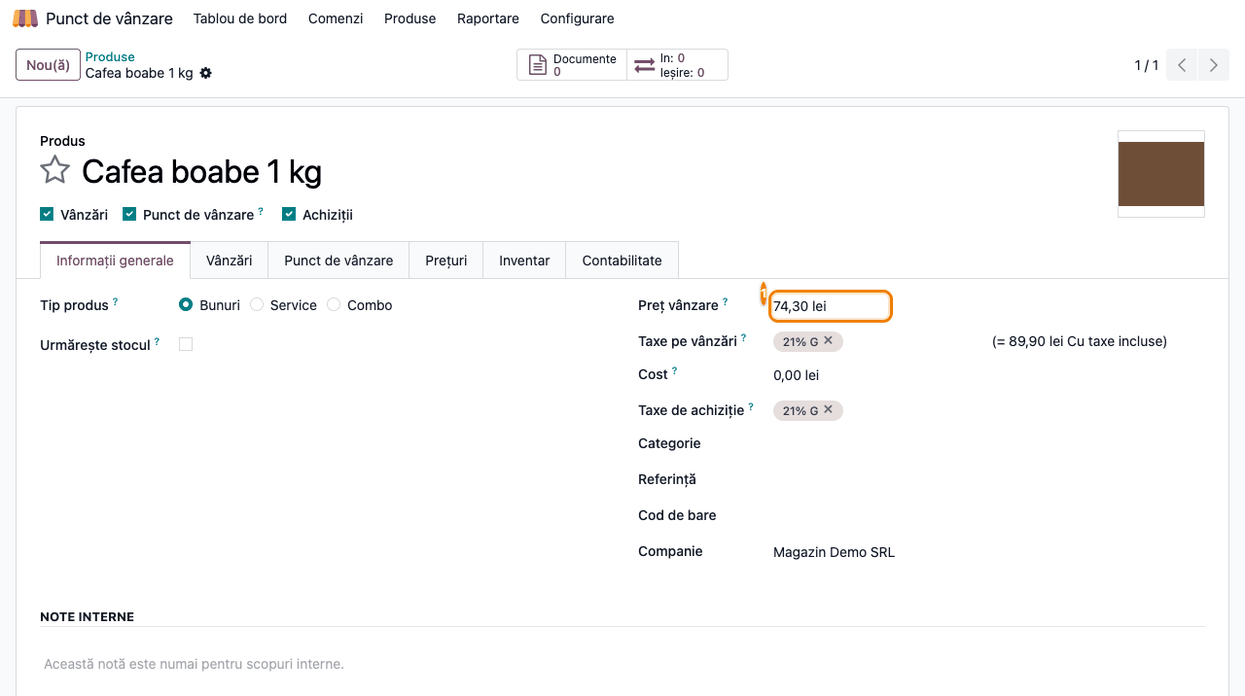 Punct de vânzare Tablou de bord Comenzi Produse Raportare Configurare
Nou(ă)
Produse
Cafea boabe 1 kg
Documente
0
In: 0
Ieșire: 0
1 / 1
Produs
Cafea boabe 1 kg
Vânzări Punct de vânzare ? Achiziții
Informații generale Vânzări Punct de vânzare Prețuri Inventar Contabilitate
Tip produs ? Bunuri Service Combo
Urmărește stocul ?
Preț vânzare ? 74,30 lei
Taxe pe vânzări ? 21% G (= 89,90 lei Cu taxe incluse)
Cost ? 0,00 lei
Taxe de achiziție ? 21% G
Categorie
Referință
Cod de bare
Companie Magazin Demo SRL
NOTE INTERNE
Această notă este numai pentru scopuri interne.